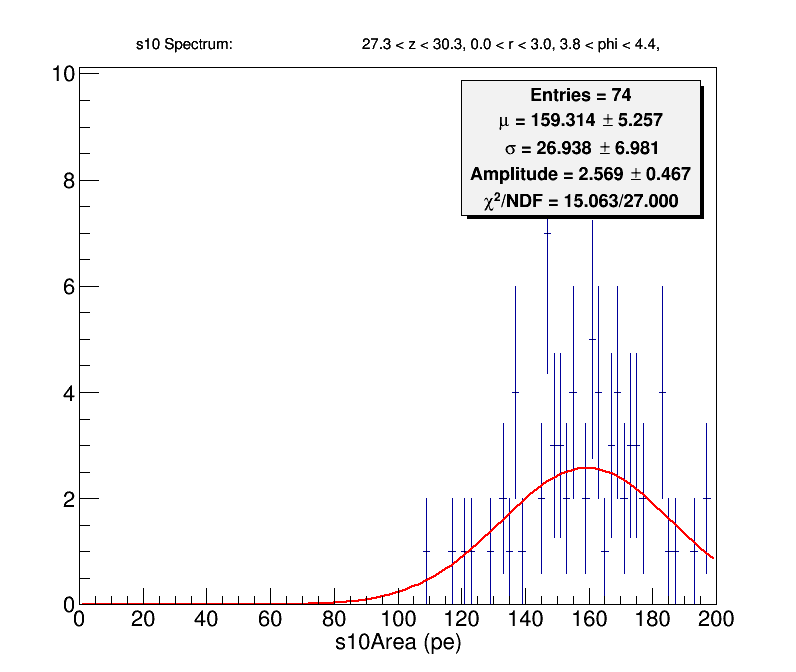 s10 Spectrum: 27.3 < z < 30.3, 0.0 < r < 3.0, 3.8 < phi < 4.4,
Entries = 74
μ = 159.314 ± 5.257
σ = 26.938 ± 6.981
Amplitude = 2.569 ± 0.467
χ²/NDF = 15.063/27.000
10
8
6
4
2
0
0 20 40 60 80 100 120 140 160 180 200
s10Area (pe)